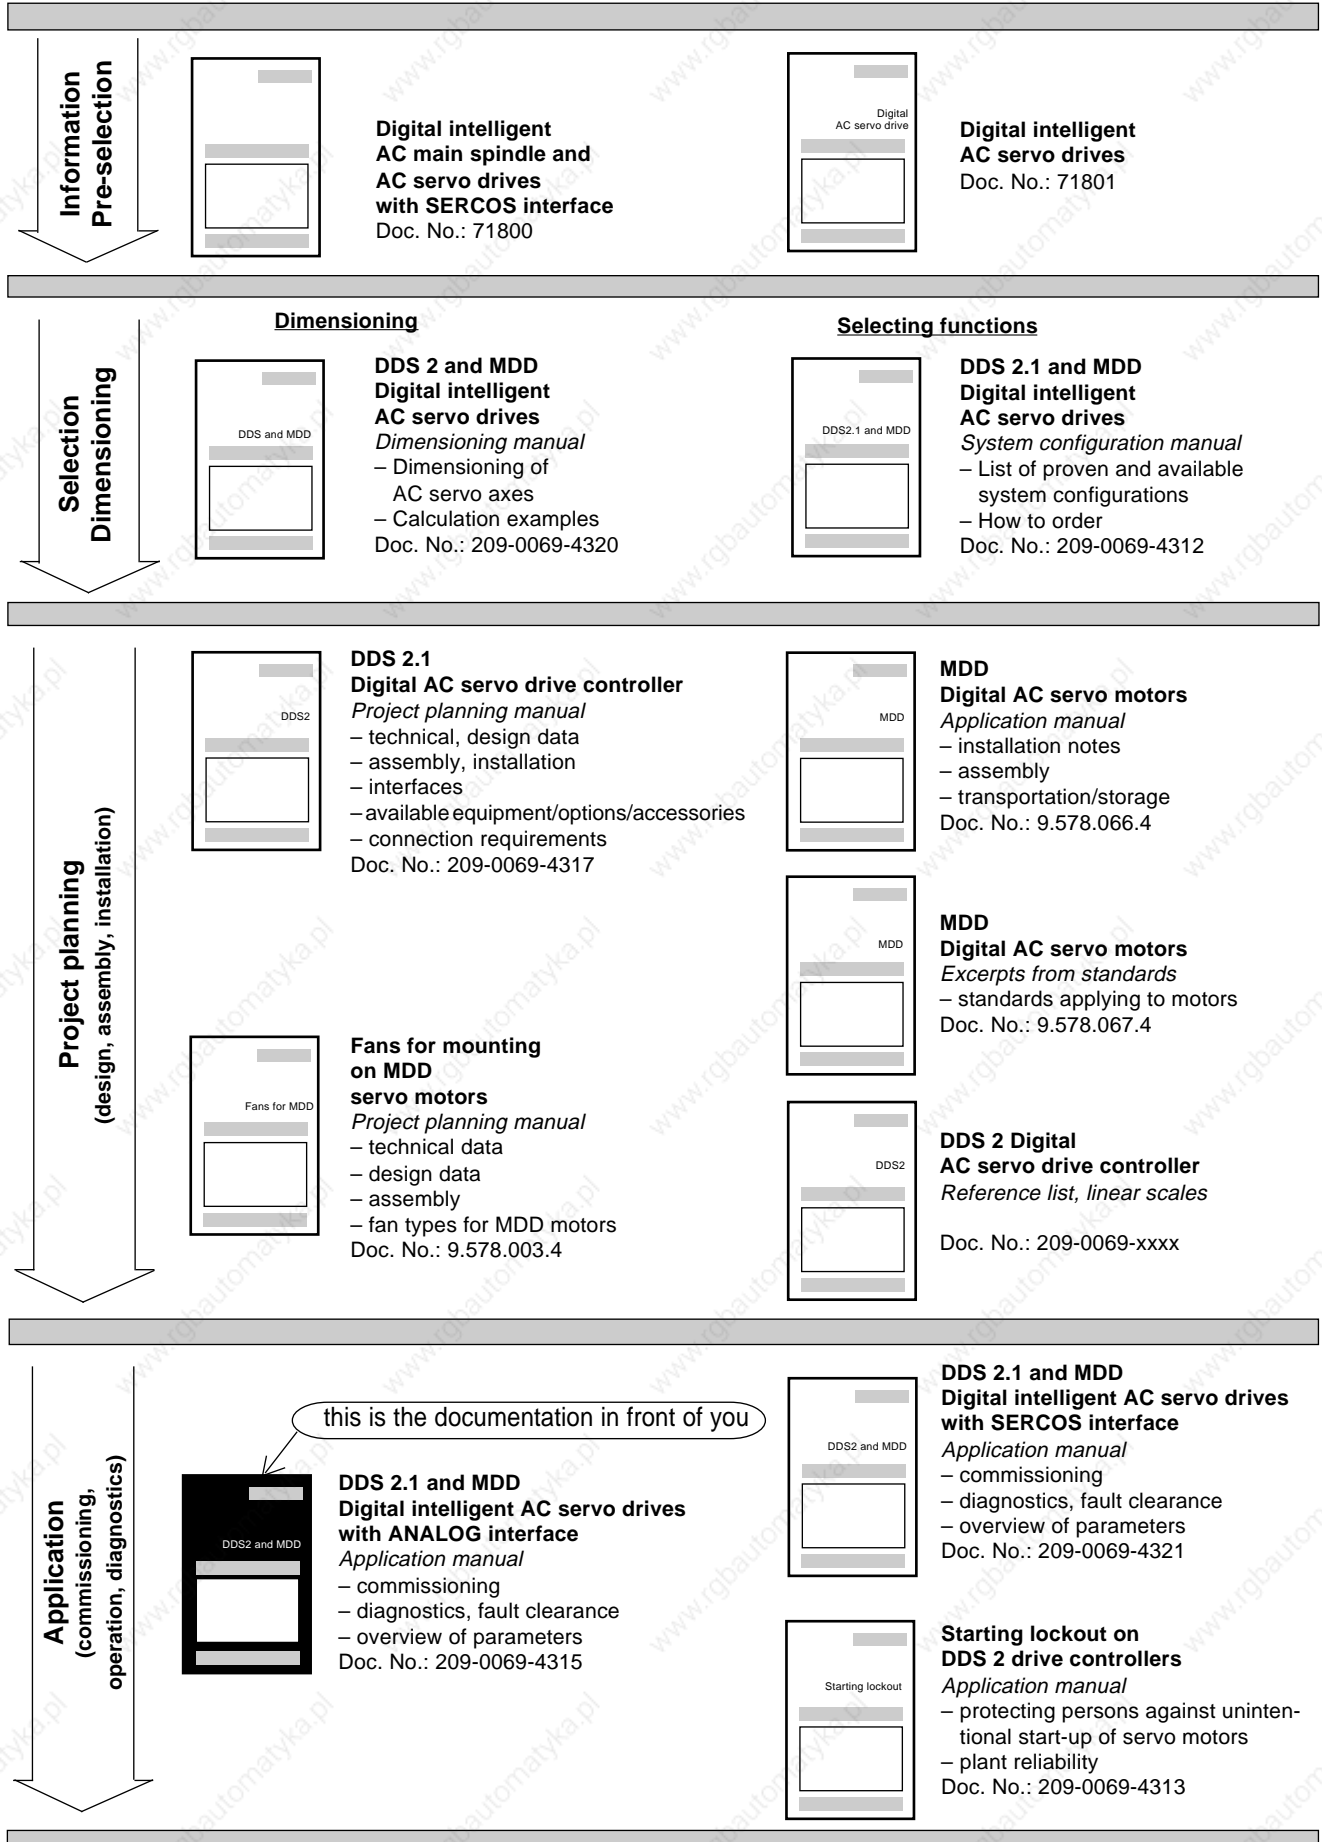 Information
Pre-selection
Digital intelligent
AC main spindle and
AC servo drives
with SERCOS interface
Doc. No.: 71800
Digital
AC servo drive
Digital intelligent
AC servo drives
Doc. No.: 71801
Selection
Dimensioning
Dimensioning
DDS and MDD
DDS 2 and MDD
Digital intelligent
AC servo drives
Dimensioning manual
– Dimensioning of
AC servo axes
– Calculation examples
Doc. No.: 209-0069-4320
Selecting functions
DDS2.1 and MDD
DDS 2.1 and MDD
Digital intelligent
AC servo drives
System configuration manual
– List of proven and available
system configurations
– How to order
Doc. No.: 209-0069-4312
Project planning
(design, assembly, installation)
DDS2
DDS 2.1
Digital AC servo drive controller
Project planning manual
– technical, design data
– assembly, installation
– interfaces
– available equipment/options/accessories
– connection requirements
Doc. No.: 209-0069-4317
MDD
MDD
Digital AC servo motors
Application manual
– installation notes
– assembly
– transportation/storage
Doc. No.: 9.578.066.4
MDD
MDD
Digital AC servo motors
Excerpts from standards
– standards applying to motors
Doc. No.: 9.578.067.4
Fans for MDD
Fans for mounting
on MDD
servo motors
Project planning manual
– technical data
– design data
– assembly
– fan types for MDD motors
Doc. No.: 9.578.003.4
DDS2
DDS 2 Digital
AC servo drive controller
Reference list, linear scales
Doc. No.: 209-0069-xxxx
Application
(commissioning,
operation, diagnostics)
this is the documentation in front of you
DDS2 and MDD
DDS 2.1 and MDD
Digital intelligent AC servo drives
with ANALOG interface
Application manual
– commissioning
– diagnostics, fault clearance
– overview of parameters
Doc. No.: 209-0069-4315
DDS2 and MDD
DDS 2.1 and MDD
Digital intelligent AC servo drives
with SERCOS interface
Application manual
– commissioning
– diagnostics, fault clearance
– overview of parameters
Doc. No.: 209-0069-4321
Starting lockout
Starting lockout on
DDS 2 drive controllers
Application manual
– protecting persons against uninten-
tional start-up of servo motors
– plant reliability
Doc. No.: 209-0069-4313
www.rgbautomatyka.pl